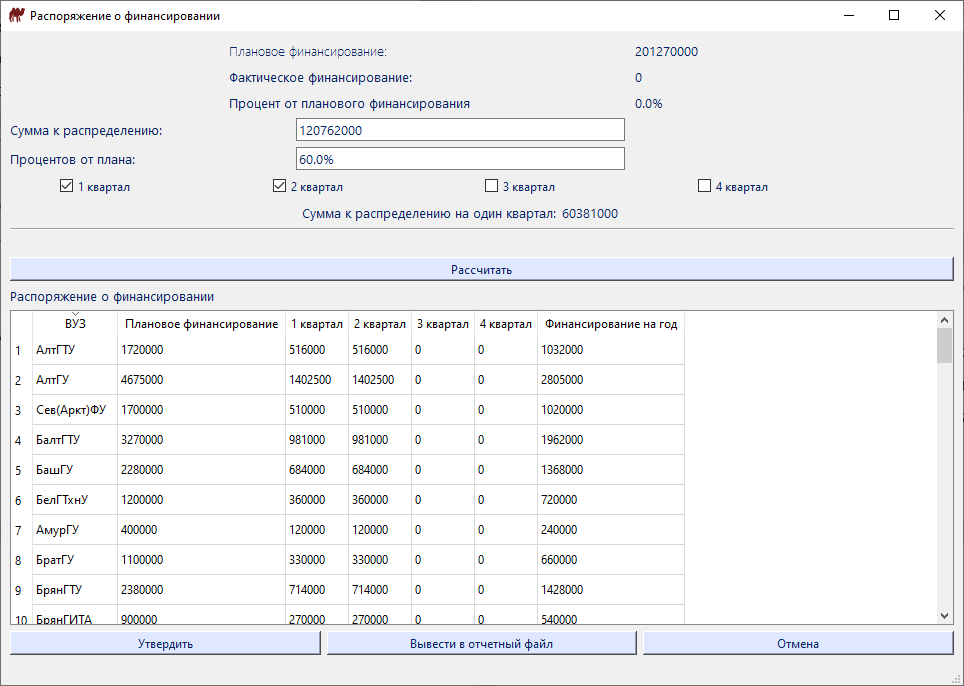 Распоряжение о финансировании
Плановое финансирование: 201270000
Фактическое финансирование: 0
Процент от планового финансирования 0.0%
Сумма к распределению: 120762000
Процентов от плана: 60.0%
1 квартал 2 квартал 3 квартал 4 квартал
Сумма к распределению на один квартал: 60381000
Рассчитать
Распоряжение о финансировании
ВУЗ Плановое финансирование 1 квартал 2 квартал 3 квартал 4 квартал Финансирование на год
1 АлтГТУ 1720000 516000 516000 0 0 1032000
2 АлтГУ 4675000 1402500 1402500 0 0 2805000
3 Сев(Аркт)ФУ 1700000 510000 510000 0 0 1020000
4 БалтГТУ 3270000 981000 981000 0 0 1962000
5 БашГУ 2280000 684000 684000 0 0 1368000
6 БелГТхнУ 1200000 360000 360000 0 0 720000
7 АмурГУ 400000 120000 120000 0 0 240000
8 БратГУ 1100000 330000 330000 0 0 660000
9 БрянГТУ 2380000 714000 714000 0 0 1428000
10 БрянГИТА 900000 270000 270000 0 0 540000
Утвердить Вывести в отчетный файл Отмена